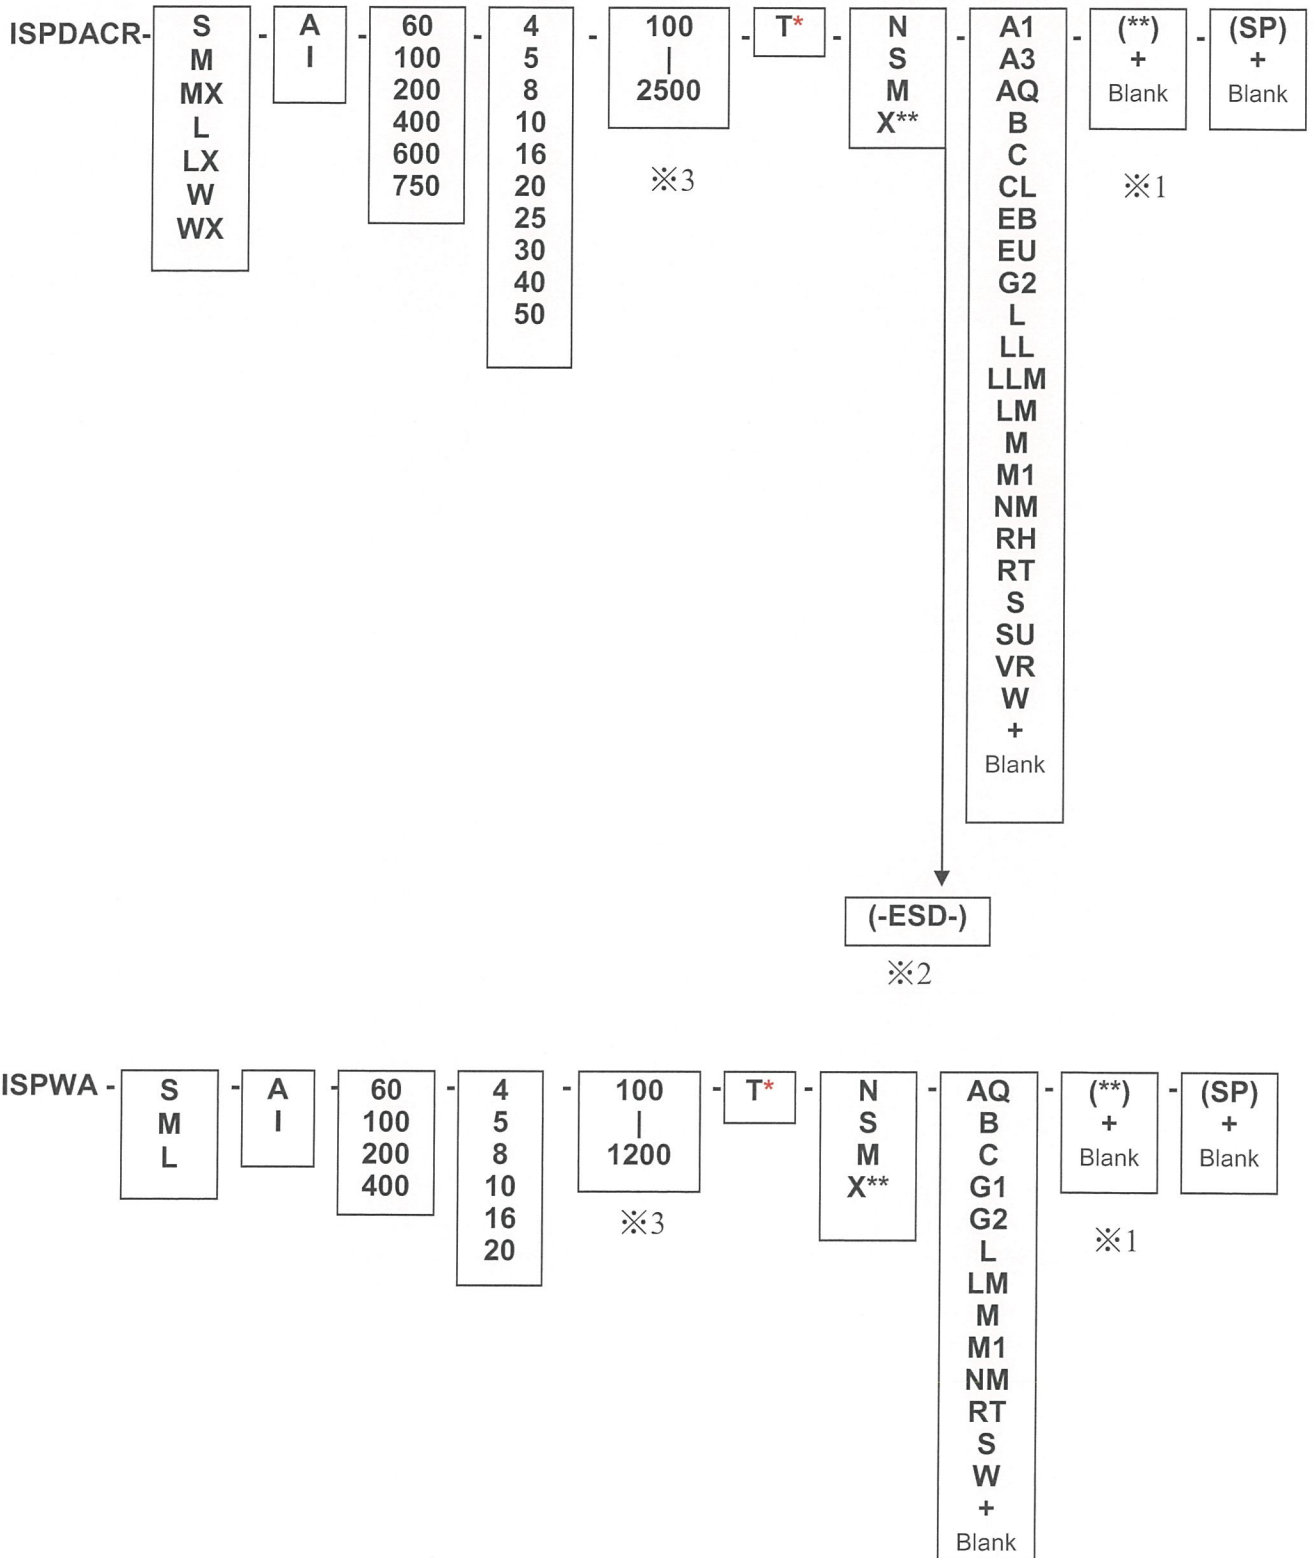 ISPDACR-
S
M
MX
L
LX
W
WX
-
A
I
-
60
100
200
400
600
750
-
4
5
8
10
16
20
25
30
40
50
-
100
|
2500
※3
-
T*
-
N
S
M
X**
(-ESD-)
※2
-
A1
A3
AQ
B
C
CL
EB
EU
G2
L
LL
LLM
LM
M
M1
NM
RH
RT
S
SU
VR
W
+
Blank
-
(**)
+
Blank
※1
-
(SP)
+
Blank
ISPWA -
S
M
L
-
A
I
-
60
100
200
400
-
4
5
8
10
16
20
-
100
|
1200
※3
-
T*
-
N
S
M
X**
-
AQ
B
C
G1
G2
L
LM
M
M1
NM
RT
S
W
+
Blank
-
(**)
+
Blank
※1
-
(SP)
+
Blank